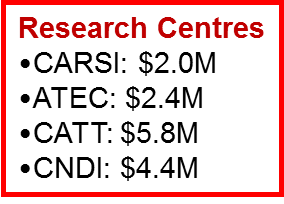 Research Centres
•CARSI: $2.0M
•ATEC: $2.4M
•CATT: $5.8M
•CNDI: $4.4M